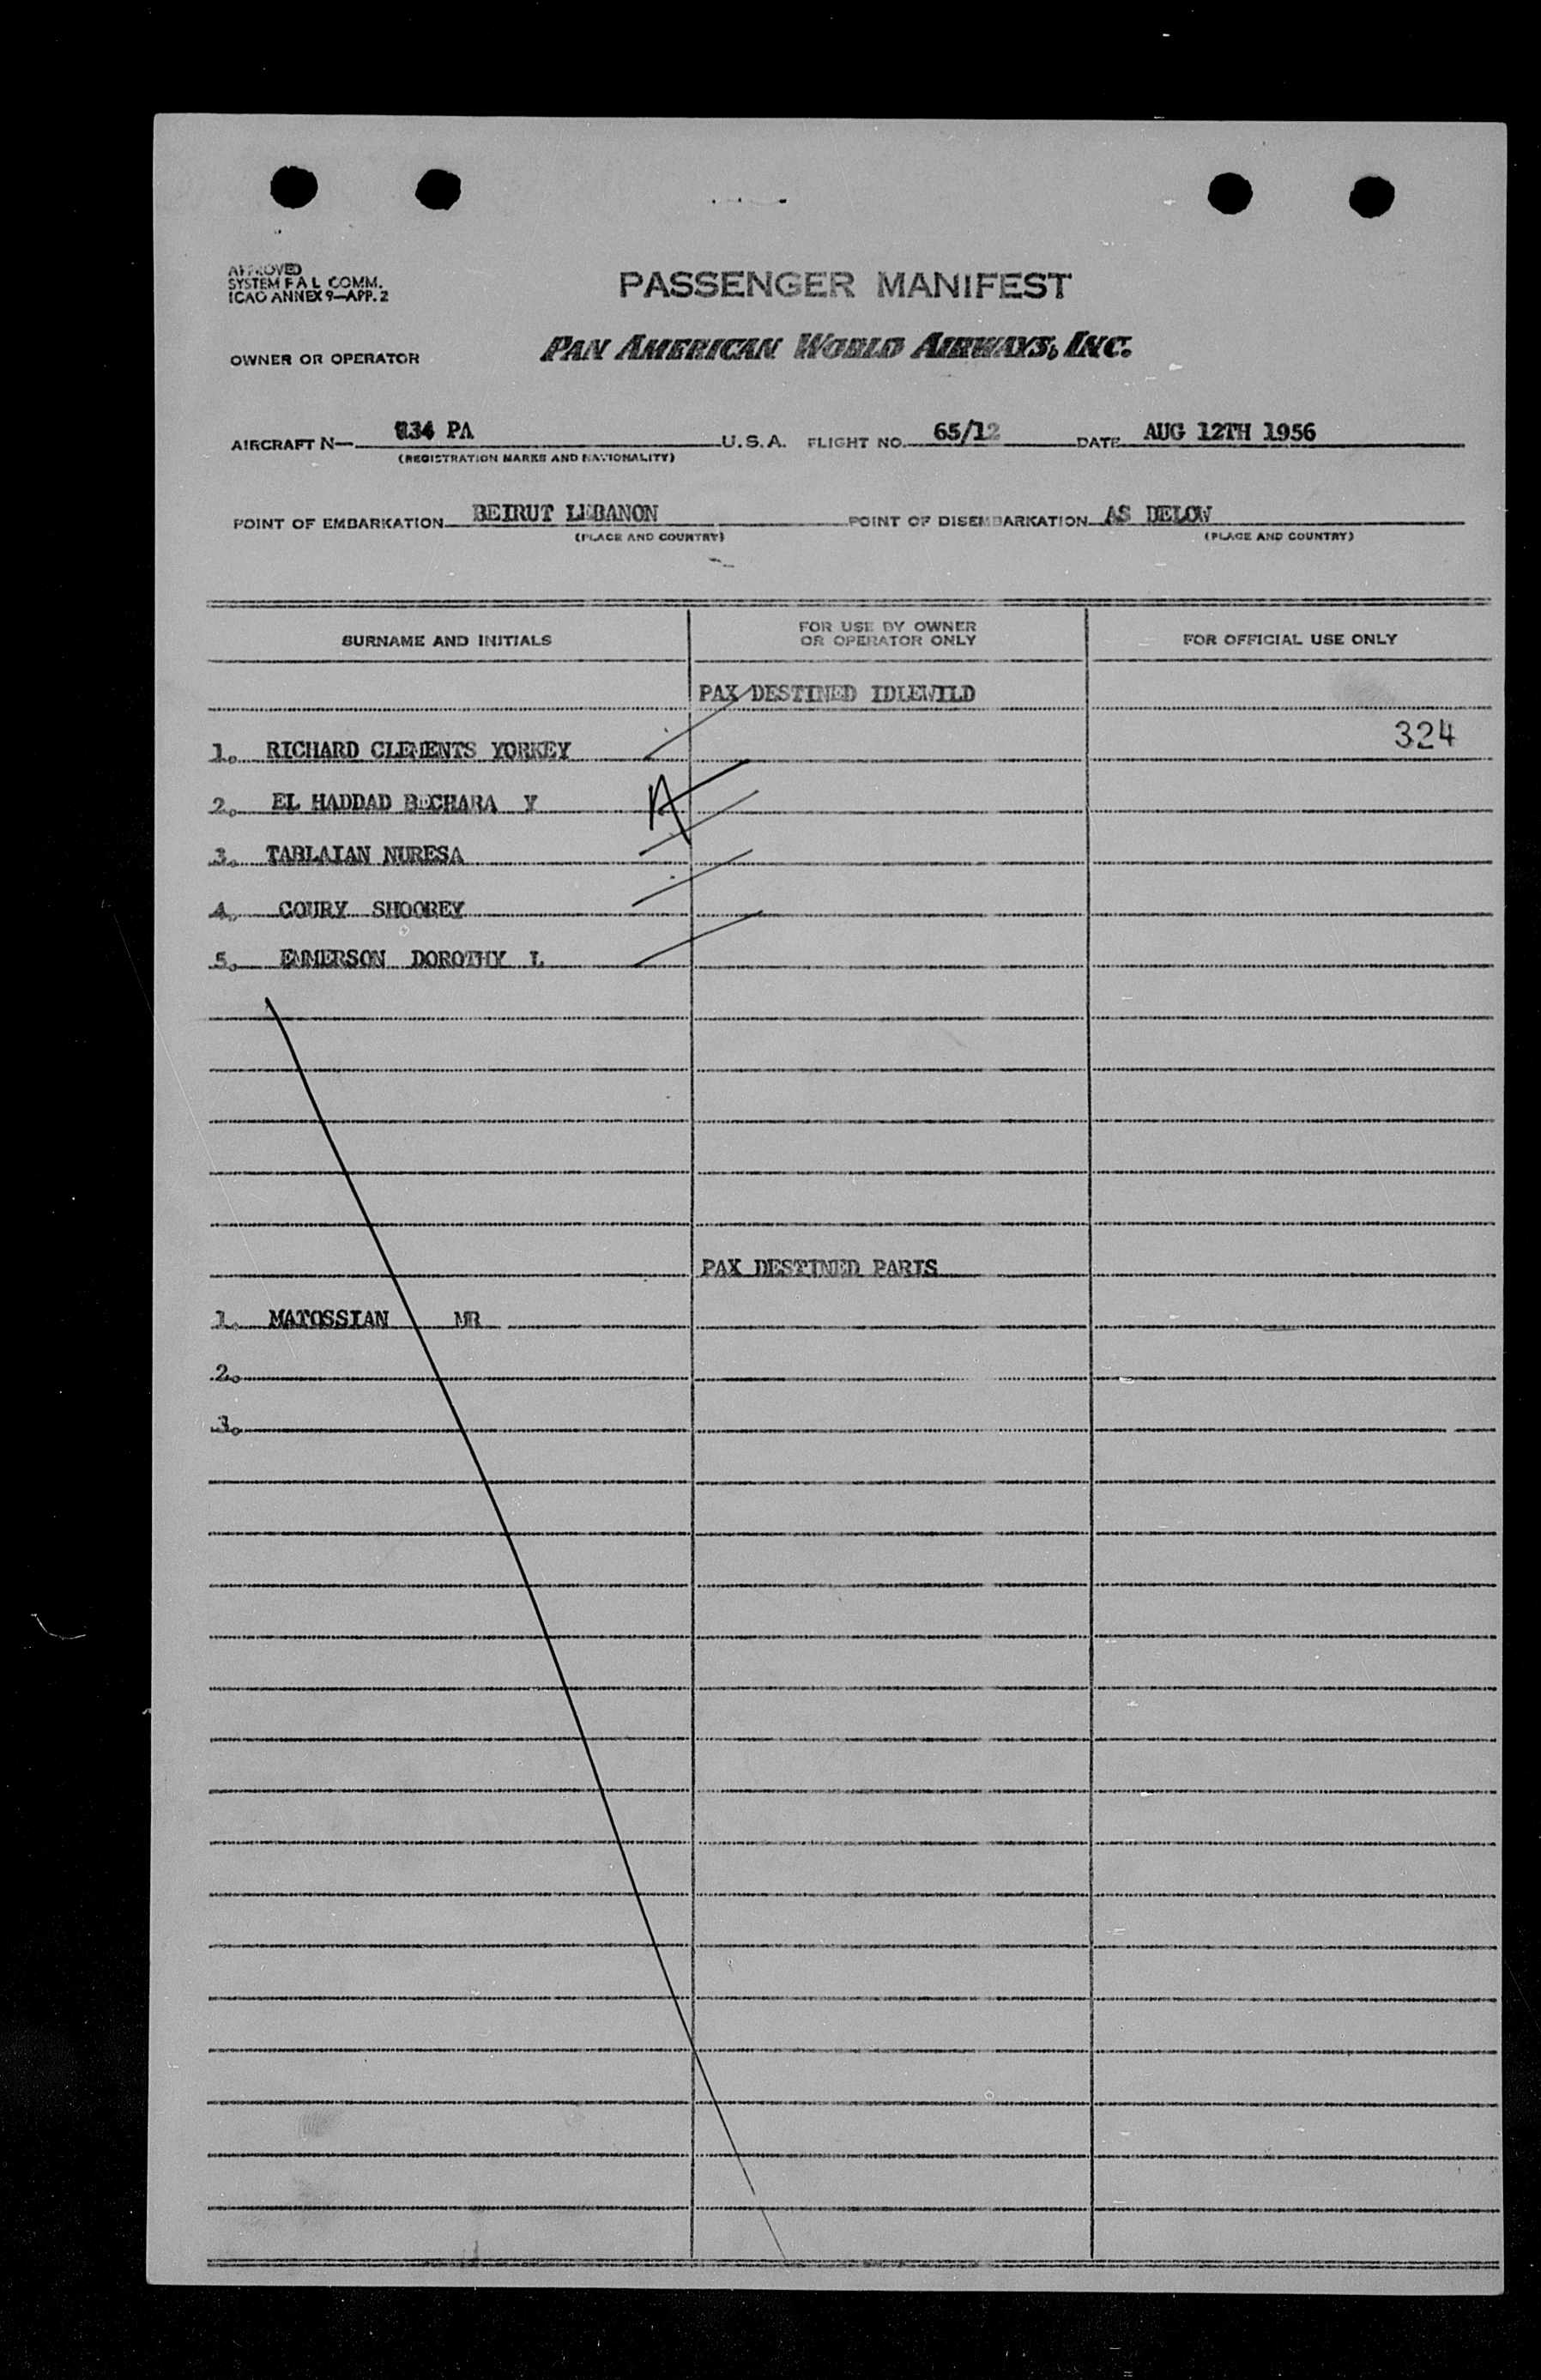 APPROVED
SYSTEM F A L COMM.
ICAO ANNEX 9—APP. 2
PASSENGER MANIFEST
OWNER OR OPERATOR PAN AMERICAN WORLD AIRWAYS, INC.
AIRCRAFT N— 34 PA U.S.A. FLIGHT NO. 65/12 DATE AUG 12TH 1956
(REGISTRATION MARKS AND NATIONALITY)
POINT OF EMBARKATION BEIRUT LEBANON POINT OF DISEMBARKATION AS BELOW
(PLACE AND COUNTRY) (PLACE AND COUNTRY)
SURNAME AND INITIALS FOR USE BY OWNER OR OPERATOR ONLY FOR OFFICIAL USE ONLY
PAX DESTINED IDLEWILD
1. RICHARD CLEMENTS YORKEY 324
2. EL HADDAD BECHARA Y A
3. TABLAIAN NURESA
4. COURY SHOOREY
5. EMMERSON DOROTHY L
PAX DESTINED PARIS
1. MATOSSIAN MR
2.
3.